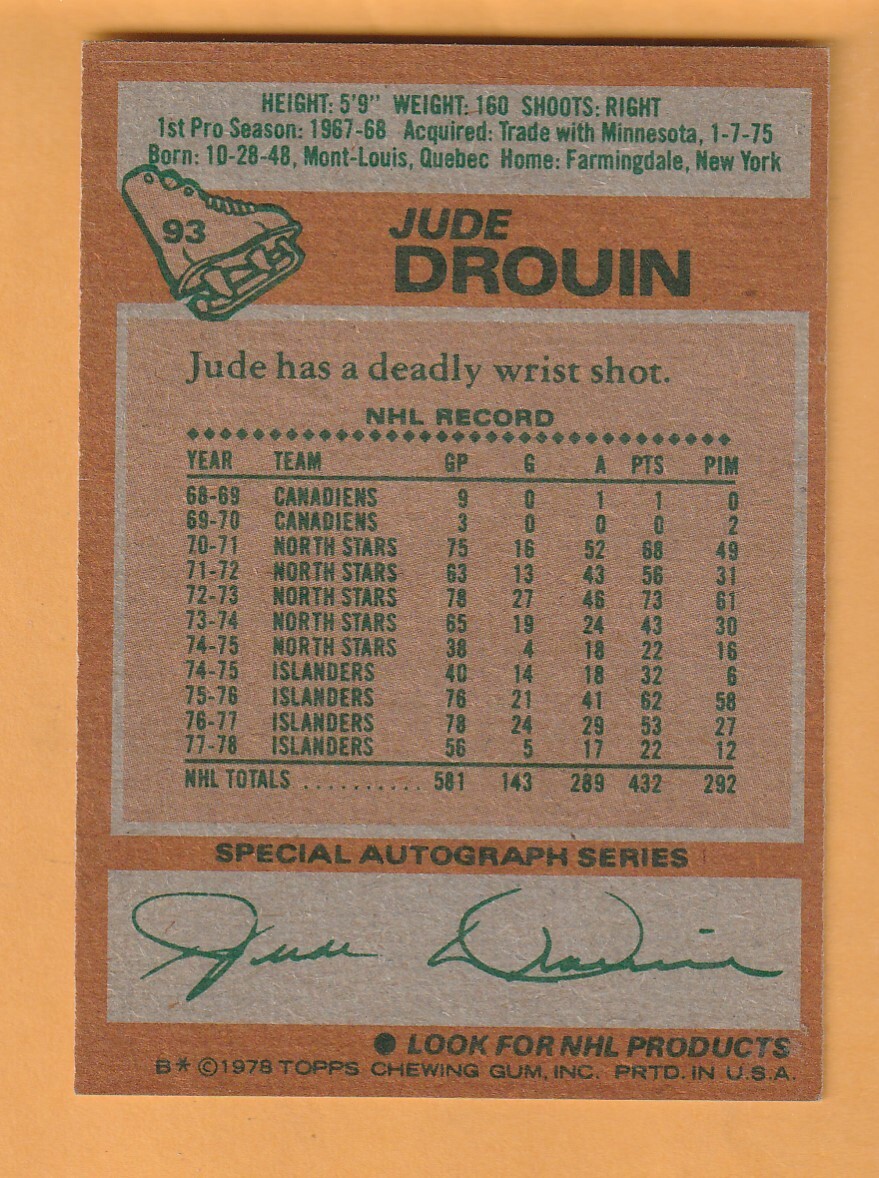 HEIGHT: 5'9" WEIGHT: 160 SHOOTS: RIGHT
1st Pro Season: 1967-68 Acquired: Trade with Minnesota, 1-7-75
Born: 10-28-48, Mont-Louis, Quebec Home: Farmingdale, New York
93
JUDE
DROUIN
Jude has a deadly wrist shot.
NHL RECORD
YEAR TEAM GP G A PTS PIM
68-69 CANADIENS 9 0 1 1 0
69-70 CANADIENS 3 0 0 0 2
70-71 NORTH STARS 75 16 52 68 49
71-72 NORTH STARS 63 13 43 56 31
72-73 NORTH STARS 78 27 46 73 61
73-74 NORTH STARS 65 19 24 43 30
74-75 NORTH STARS 38 4 18 22 16
74-75 ISLANDERS 40 14 18 32 6
75-76 ISLANDERS 76 21 41 62 58
76-77 ISLANDERS 78 24 29 53 27
77-78 ISLANDERS 56 5 17 22 12
NHL TOTALS .......... 581 143 289 432 292
SPECIAL AUTOGRAPH SERIES
Jude Drouin
● LOOK FOR NHL PRODUCTS
B* ©1978 TOPPS CHEWING GUM, INC. PRTD. IN U.S.A.